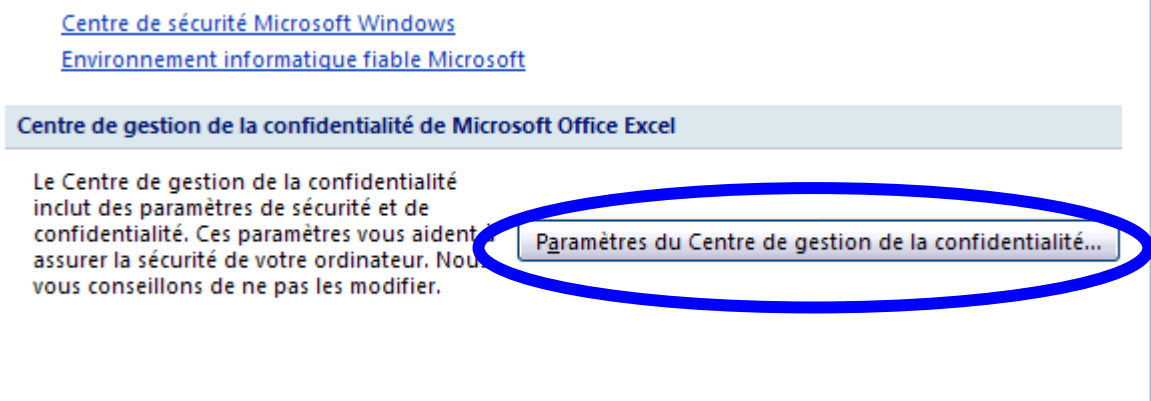 Centre de sécurité Microsoft Windows
Environnement informatique fiable Microsoft
Centre de gestion de la confidentialité de Microsoft Office Excel
Le Centre de gestion de la confidentialité
inclut des paramètres de sécurité et de
confidentialité. Ces paramètres vous aident à
assurer la sécurité de votre ordinateur. Nous
vous conseillons de ne pas les modifier.
Paramètres du Centre de gestion de la confidentialité...